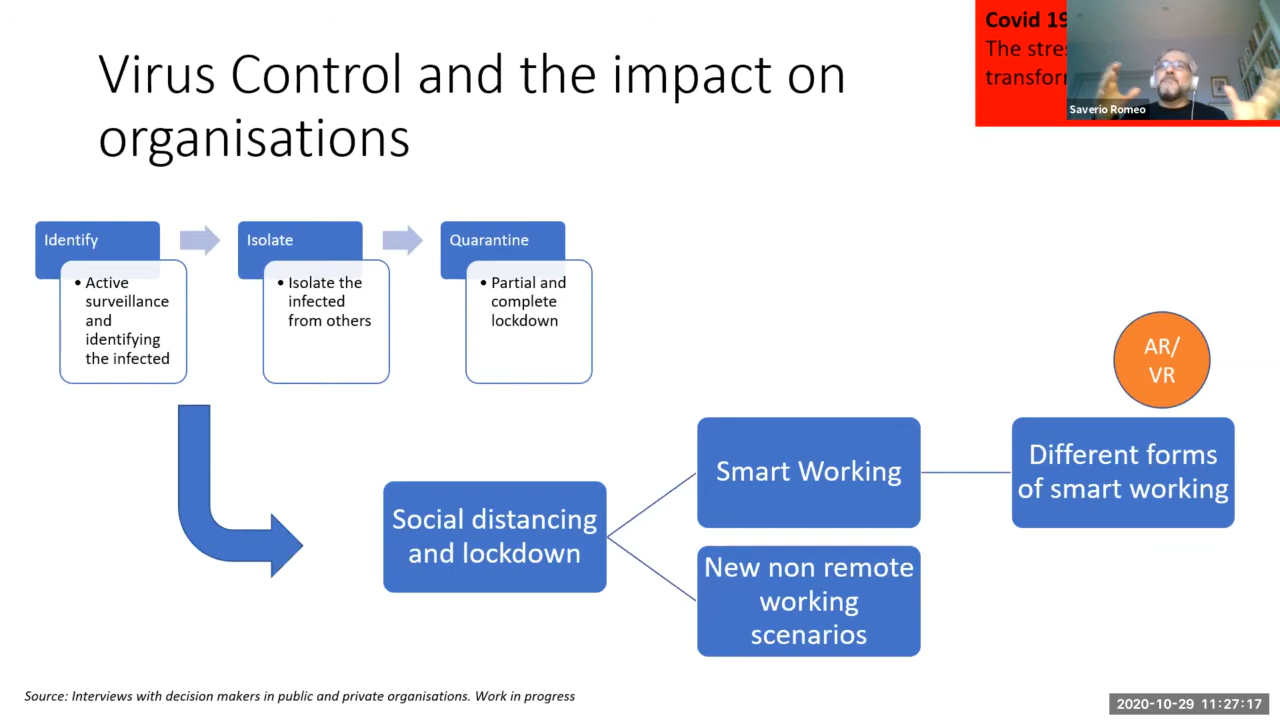 Virus Control and the impact on
organisations
Covid 19
The
Saverio Romeo
Identify
• Active
surveillance
and
identifying
the infected
Isolate
• Isolate the
infected
from others
Quarantine
• Partial and
complete
lockdown
AR/
VR
Smart Working
Different forms
of smart working
Social distancing
and lockdown
New non remote
working
scenarios
Source: Interviews with decision makers in public and private organisations. Work in progress
2020-10-29 11:27:17